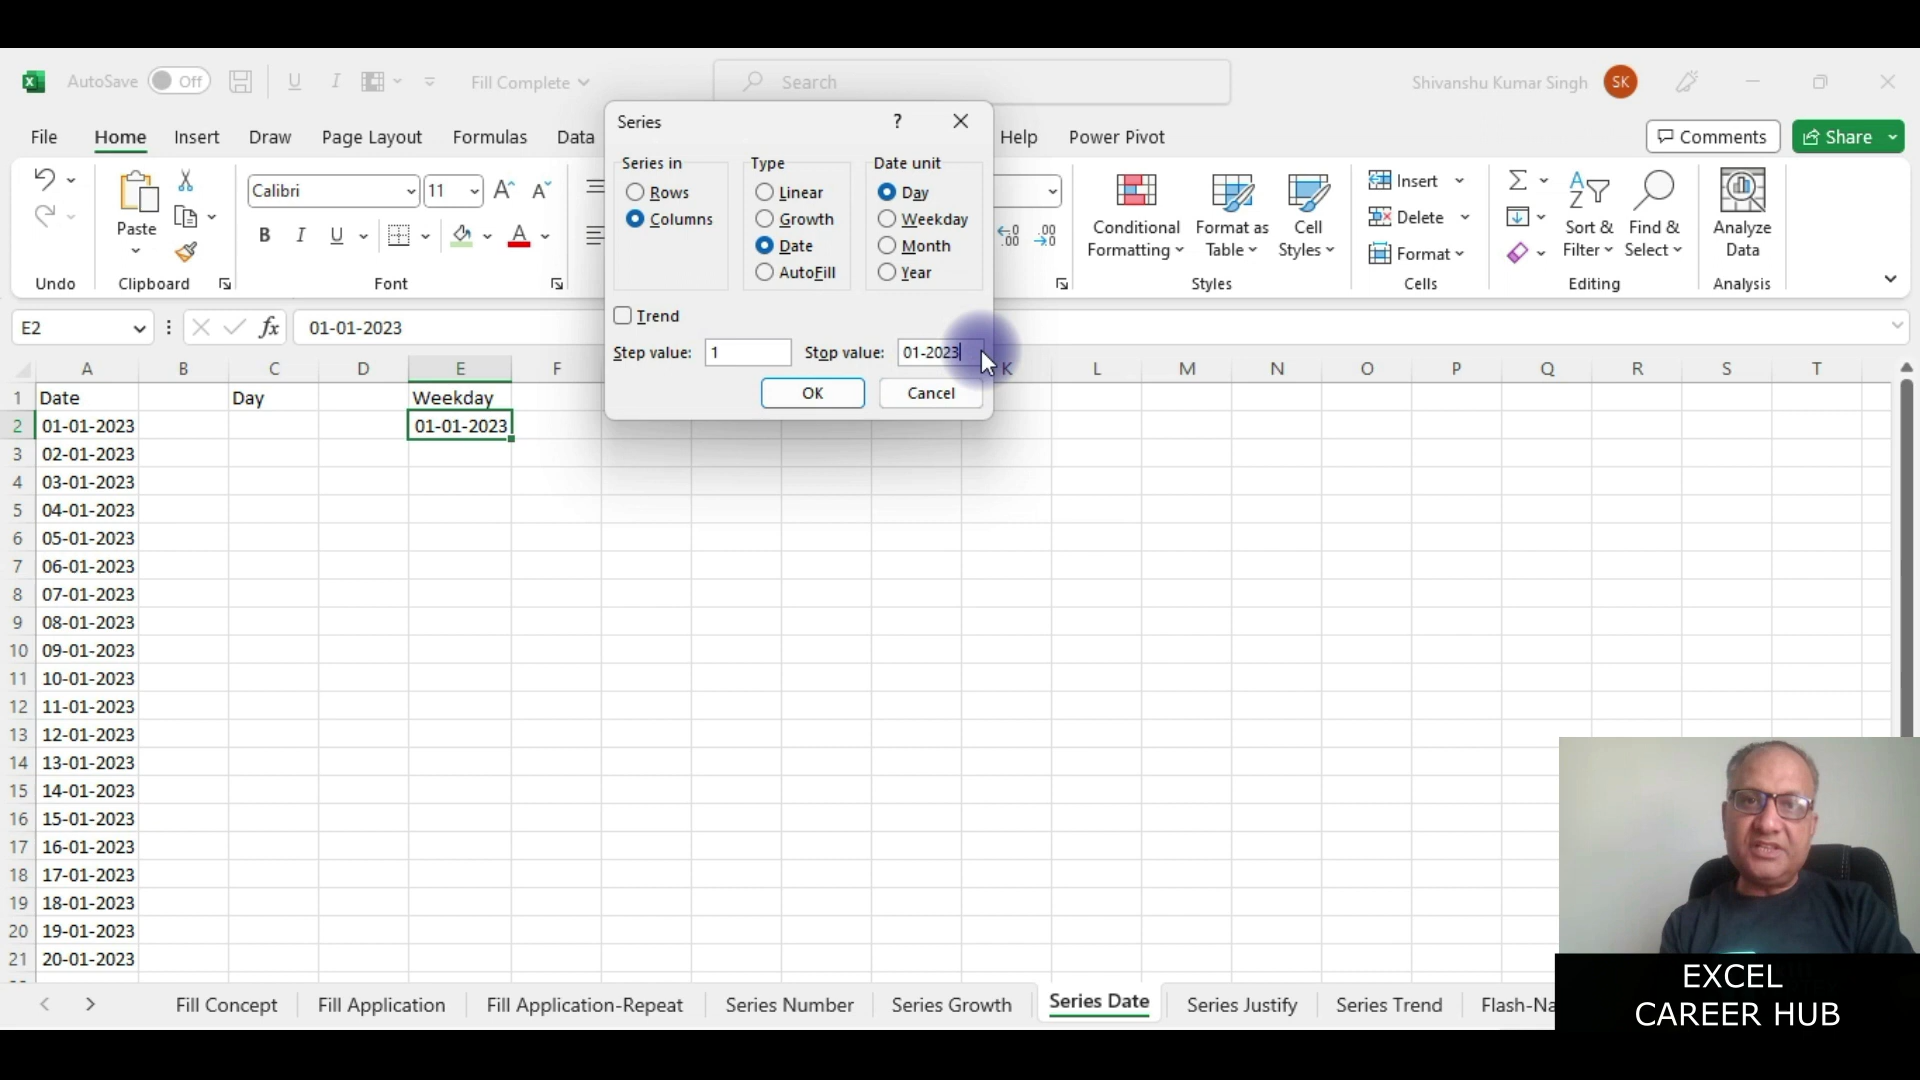 AutoSave Off
Fill Complete
Search
Shivanshu Kumar Singh SK
File Home Insert Draw Page Layout Formulas Data Help Power Pivot
Comments Share
Paste
Calibri 11
B I U A
Conditional Formatting
Format as Table
Cell Styles
Insert
Delete
Format
Sort & Filter
Find & Select
Analyze Data
Undo Clipboard Font Styles Cells Editing Analysis
Series ?
Series in
Rows
Columns
Type
Linear
Growth
Date
AutoFill
Date unit
Day
Weekday
Month
Year
Trend
Step value: 1 Stop value: 01-2023
OK Cancel
E2 fx 01-01-2023
A B C D E F K L M N O P Q R S T
1 Date Day Weekday
2 01-01-2023 01-01-2023
3 02-01-2023
4 03-01-2023
5 04-01-2023
6 05-01-2023
7 06-01-2023
8 07-01-2023
9 08-01-2023
10 09-01-2023
11 10-01-2023
12 11-01-2023
13 12-01-2023
14 13-01-2023
15 14-01-2023
16 15-01-2023
17 16-01-2023
18 17-01-2023
19 18-01-2023
20 19-01-2023
21 20-01-2023
Fill Concept Fill Application Fill Application-Repeat Series Number Series Growth Series Date Series Justify Series Trend Flash-Na
EXCEL
CAREER HUB